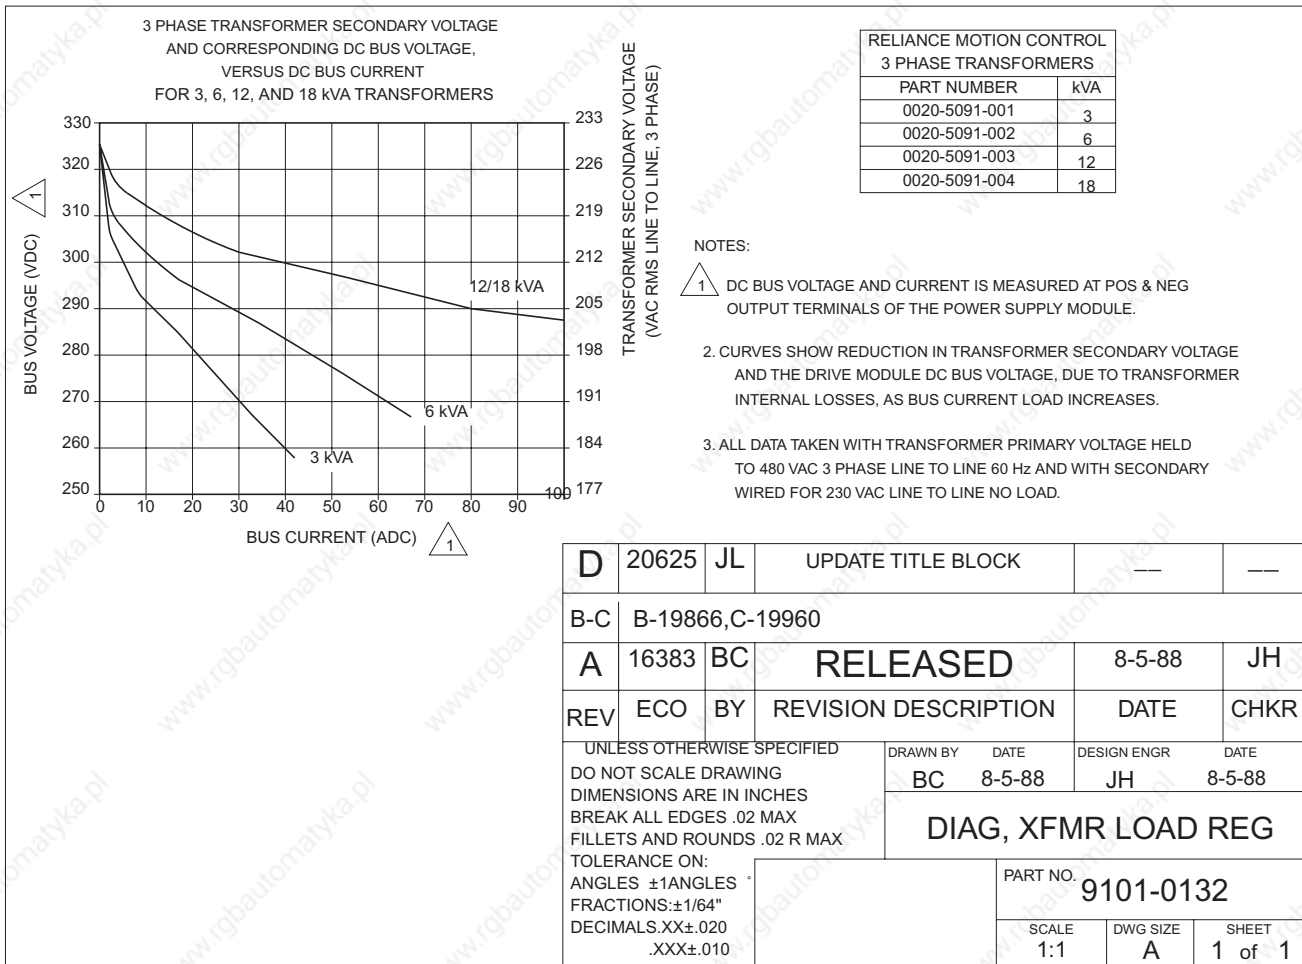 3 PHASE TRANSFORMER SECONDARY VOLTAGE
AND CORRESPONDING DC BUS VOLTAGE,
VERSUS DC BUS CURRENT
FOR 3, 6, 12, AND 18 kVA TRANSFORMERS
330
320
310
300
290
280
270
260
250
BUS VOLTAGE (VDC)
1
233
226
219
212
205
198
191
184
177
TRANSFORMER SECONDARY VOLTAGE
(VAC RMS LINE TO LINE, 3 PHASE)
12/18 kVA
6 kVA
3 kVA
0 10 20 30 40 50 60 70 80 90 100
BUS CURRENT (ADC)
1
RELIANCE MOTION CONTROL
3 PHASE TRANSFORMERS
PART NUMBER kVA
0020-5091-001 3
0020-5091-002 6
0020-5091-003 12
0020-5091-004 18
NOTES:
1 DC BUS VOLTAGE AND CURRENT IS MEASURED AT POS & NEG
OUTPUT TERMINALS OF THE POWER SUPPLY MODULE.
2. CURVES SHOW REDUCTION IN TRANSFORMER SECONDARY VOLTAGE
AND THE DRIVE MODULE DC BUS VOLTAGE, DUE TO TRANSFORMER
INTERNAL LOSSES, AS BUS CURRENT LOAD INCREASES.
3. ALL DATA TAKEN WITH TRANSFORMER PRIMARY VOLTAGE HELD
TO 480 VAC 3 PHASE LINE TO LINE 60 Hz AND WITH SECONDARY
WIRED FOR 230 VAC LINE TO LINE NO LOAD.
D 20625 JL UPDATE TITLE BLOCK __ __
B-C B-19866,C-19960
A 16383 BC RELEASED 8-5-88 JH
REV ECO BY REVISION DESCRIPTION DATE CHKR
UNLESS OTHERWISE SPECIFIED
DO NOT SCALE DRAWING
DIMENSIONS ARE IN INCHES
BREAK ALL EDGES .02 MAX
FILLETS AND ROUNDS .02 R MAX
TOLERANCE ON:
ANGLES ±1ANGLES °
FRACTIONS:±1/64"
DECIMALS.XX±.020
.XXX±.010
DRAWN BY DATE
BC 8-5-88
DESIGN ENGR DATE
JH 8-5-88
DIAG, XFMR LOAD REG
PART NO. 9101-0132
SCALE
1:1
DWG SIZE
A
SHEET
1 of 1
www.rgbautomatyka.pl